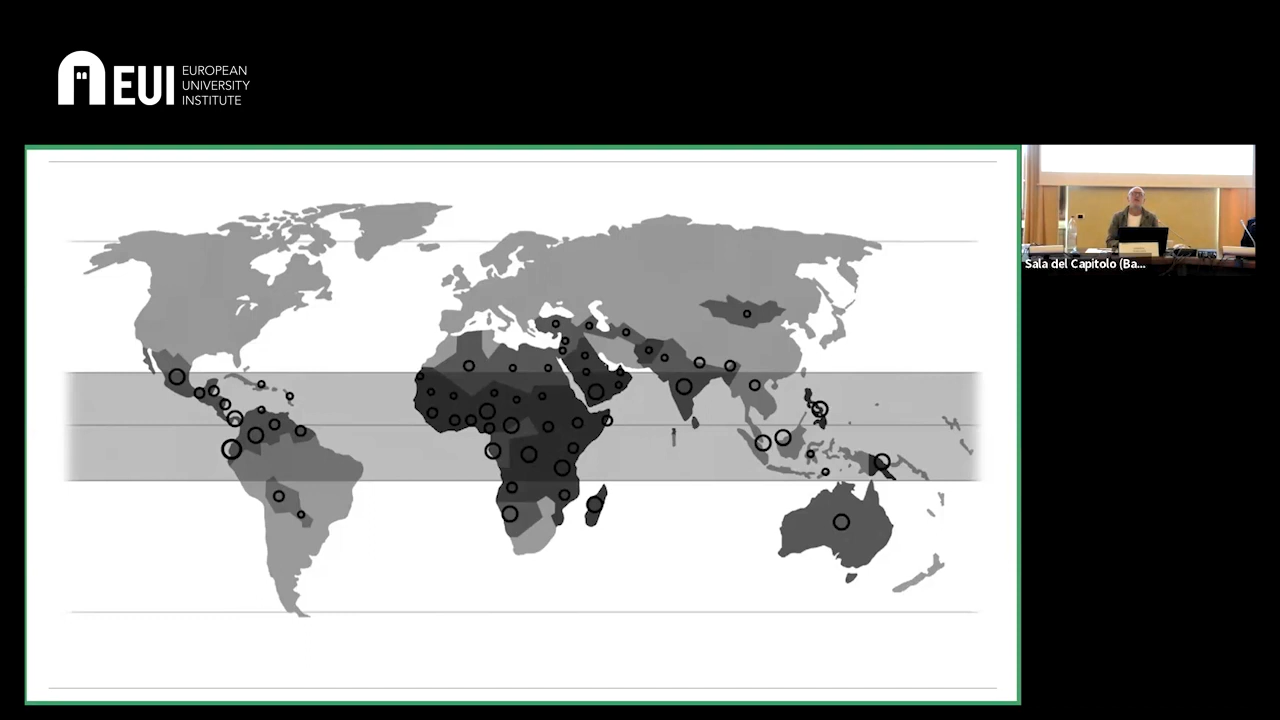 EUI
EUROPEAN
UNIVERSITY
INSTITUTE
Sala del Capitolo (Ba...